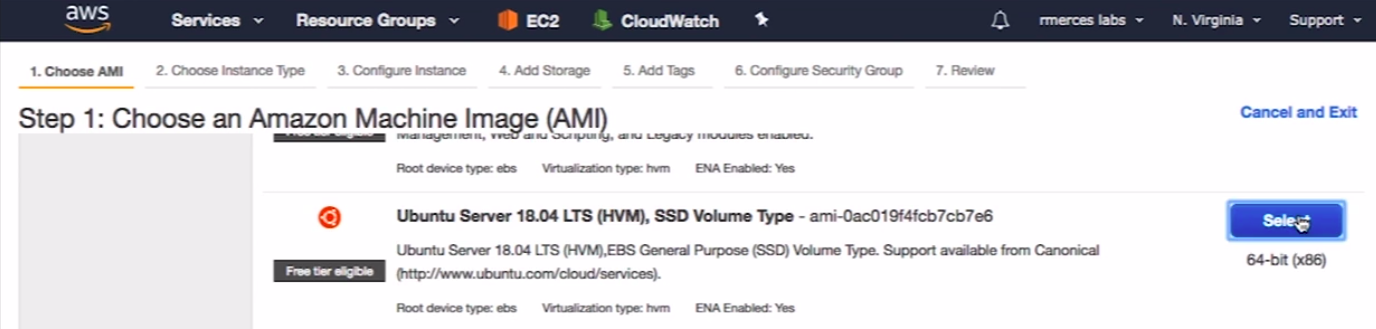 aws Services Resource Groups EC2 CloudWatch rmerces labs N. Virginia Support
1. Choose AMI 2. Choose Instance Type 3. Configure Instance 4. Add Storage 5. Add Tags 6. Configure Security Group 7. Review
Step 1: Choose an Amazon Machine Image (AMI) Cancel and Exit
Free tier eligible Management, Web and Scripting, and Legacy modules enabled.
Root device type: ebs Virtualization type: hvm ENA Enabled: Yes
Ubuntu Server 18.04 LTS (HVM), SSD Volume Type - ami-0ac019f4fcb7cb7e6 Select
Ubuntu Server 18.04 LTS (HVM),EBS General Purpose (SSD) Volume Type. Support available from Canonical 64-bit (x86)
Free tier eligible (http://www.ubuntu.com/cloud/services).
Root device type: ebs Virtualization type: hvm ENA Enabled: Yes